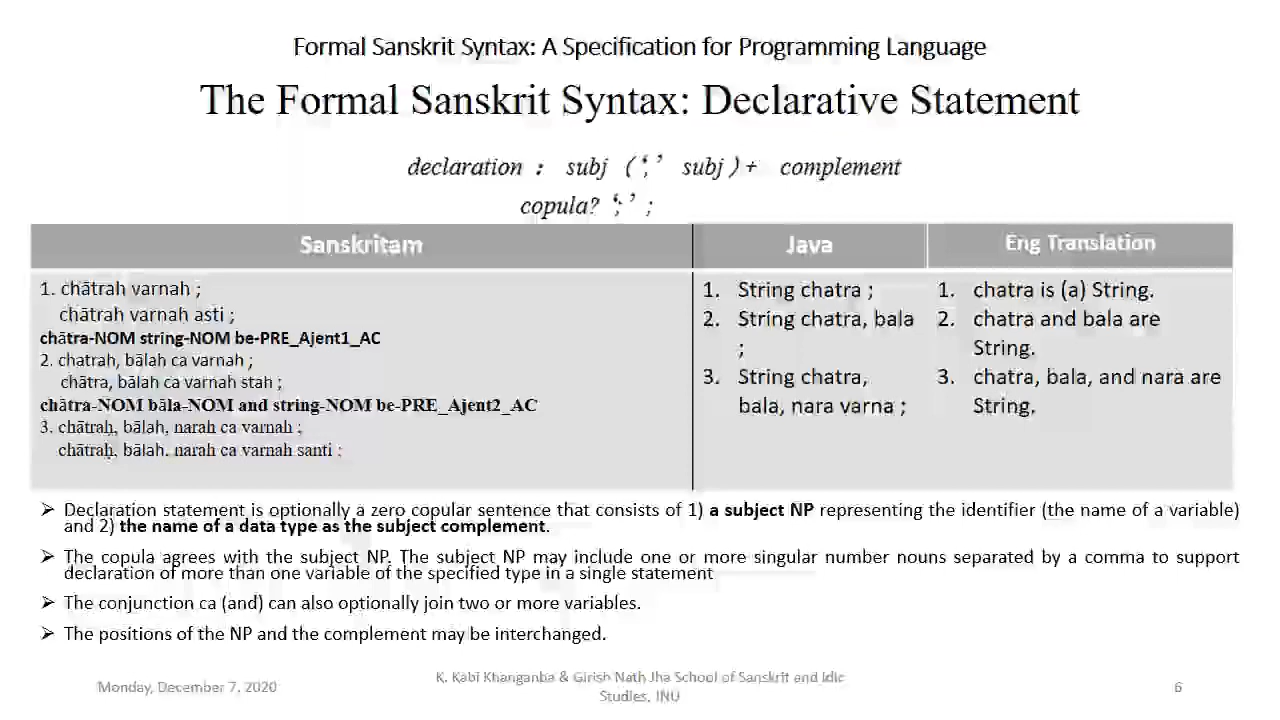 Formal Sanskrit Syntax: A Specification for Programming Language
The Formal Sanskrit Syntax: Declarative Statement
declaration : subj (‘,’ subj)+ complement
copula? ‘;’ ;
Sanskritam
1. chātrah varnah ;
chātrah varnah asti ;
chātra-NOM string-NOM be-PRE_Ajent1_AC
2. chatrah, bālah ca varnah ;
chātra, bālah ca varnah stah ;
chātra-NOM bāla-NOM and string-NOM be-PRE_Ajent2_AC
3. chātraḥ, bālah, narah ca varnah ;
chātraḥ, bālah, narah ca varnah santi ;
Java
1. String chatra ;
2. String chatra, bala
;
3. String chatra,
bala, nara varna ;
Eng Translation
1. chatra is (a) String.
2. chatra and bala are
String.
3. chatra, bala, and nara are
String.
➢ Declaration statement is optionally a zero copular sentence that consists of 1) a subject NP representing the identifier (the name of a variable)
and 2) the name of a data type as the subject complement.
➢ The copula agrees with the subject NP. The subject NP may include one or more singular number nouns separated by a comma to support
declaration of more than one variable of the specified type in a single statement
➢ The conjunction ca (and) can also optionally join two or more variables.
➢ The positions of the NP and the complement may be interchanged.
Monday, December 7, 2020
K. Kabi Khanganba & Girish Nath Jha School of Sanskrit and Idic
Studies, JNU
6